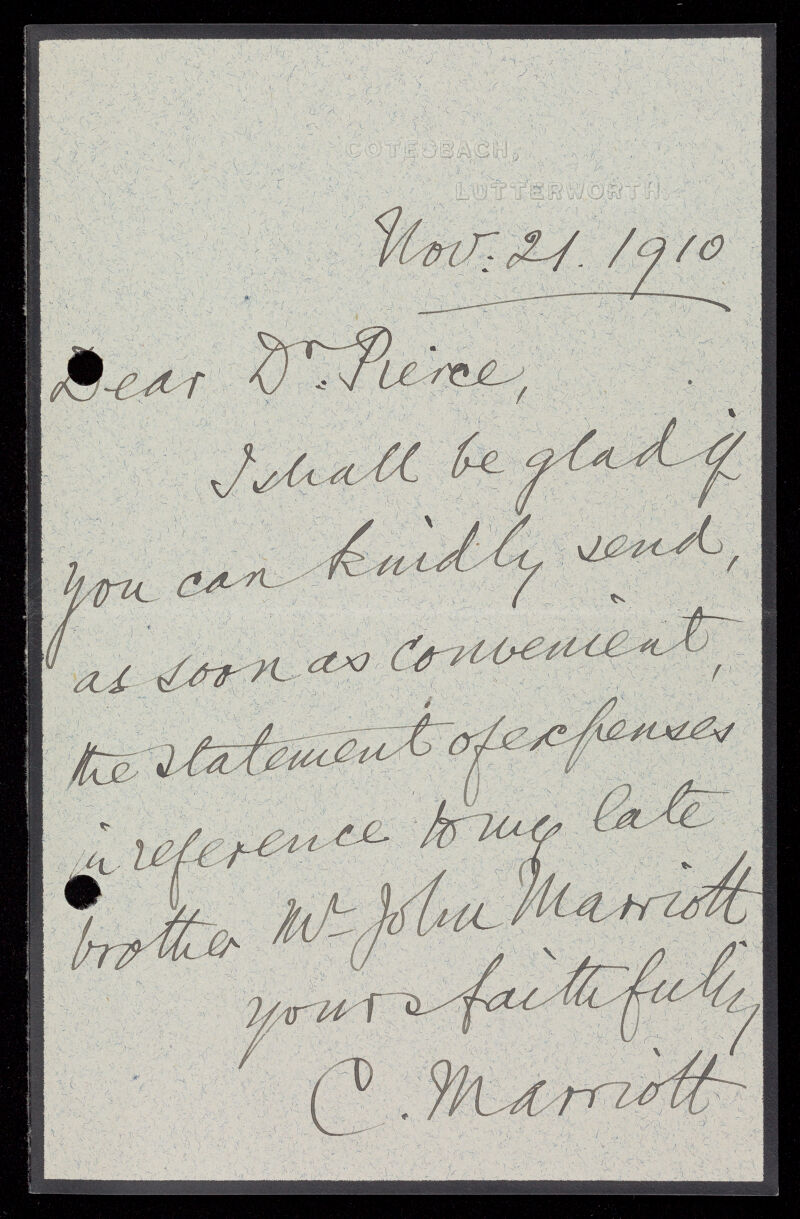 COTESBACH,
LUTTERWORTH.
Nov: 21. 1910
Dear Dr. Pierce,
I shall be glad if
you can kindly send,
as soon as convenient,
the statement of expenses
in reference to my late
brother Mr John Marriott
yours faithfully
C. Marriott